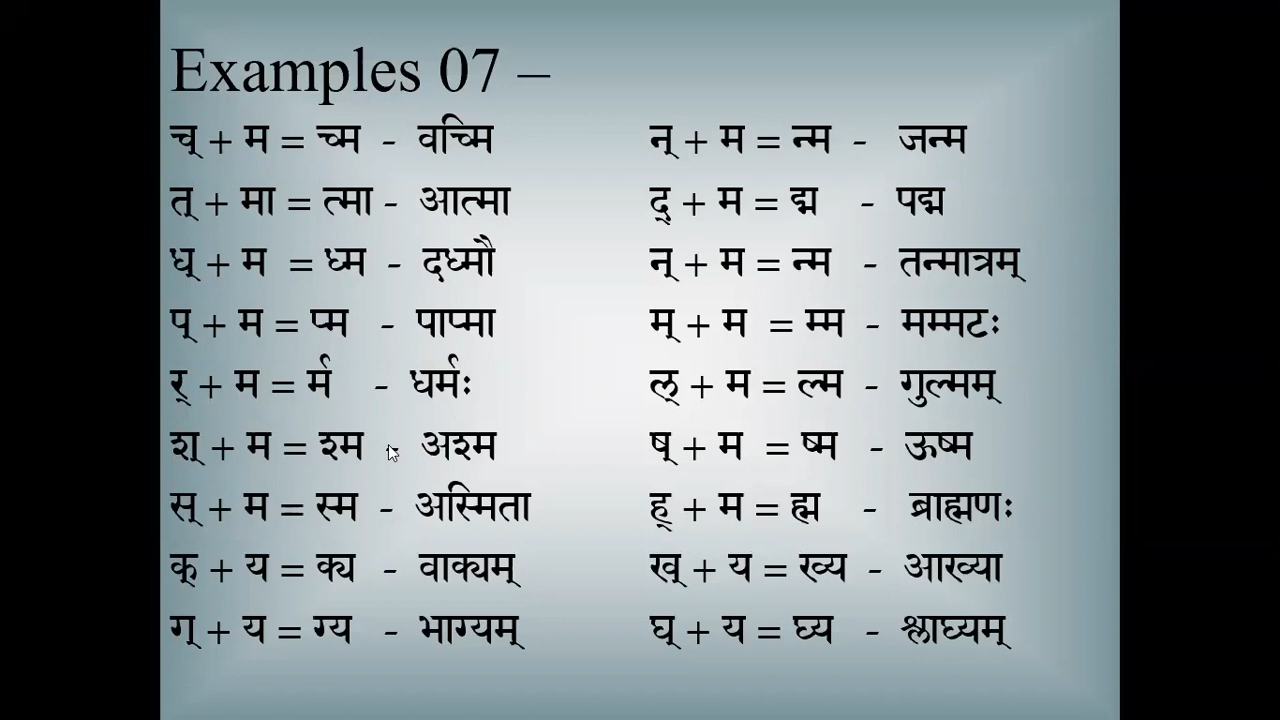 Examples 07 –
च् + म = च्म - वच्मि न् + म = न्म - जन्म
त् + मा = त्मा - आत्मा द् + म = द्म - पद्म
ध् + म = ध्म - दध्मौ न् + म = न्म - तन्मात्रम्
प् + म = प्म - पाप्मा म् + म = म्म - मम्मटः
र् + म = र्म - धर्मः ल् + म = ल्म - गुल्मम्
श् + म = श्म - अश्म ष् + म = ष्म - ऊष्म
स् + म = स्म - अस्मिता ह् + म = ह्म - ब्राह्मणः
क् + य = क्य - वाक्यम् ख् + य = ख्य - आख्या
ग् + य = ग्य - भाग्यम् घ् + य = घ्य - श्लाघ्यम्